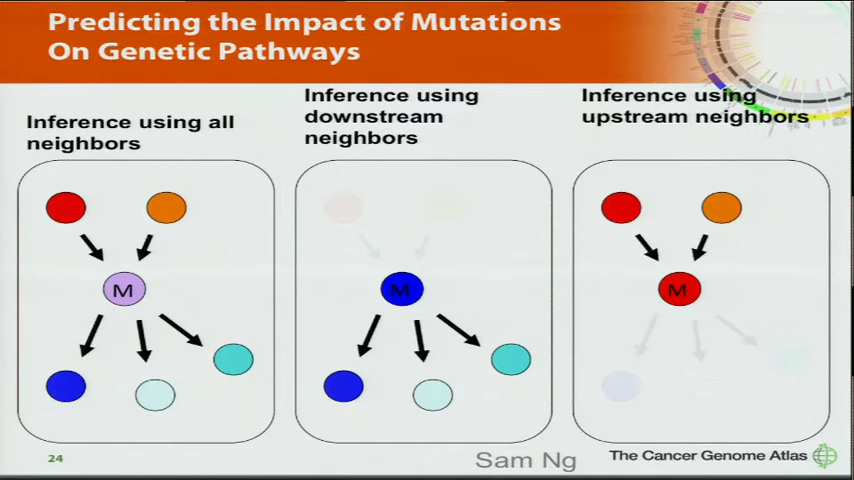 Predicting the Impact of Mutations
On Genetic Pathways
Inference using all
neighbors
Inference using
downstream
neighbors
Inference using
upstream neighbors
M
M
M
24
Sam Ng
The Cancer Genome Atlas